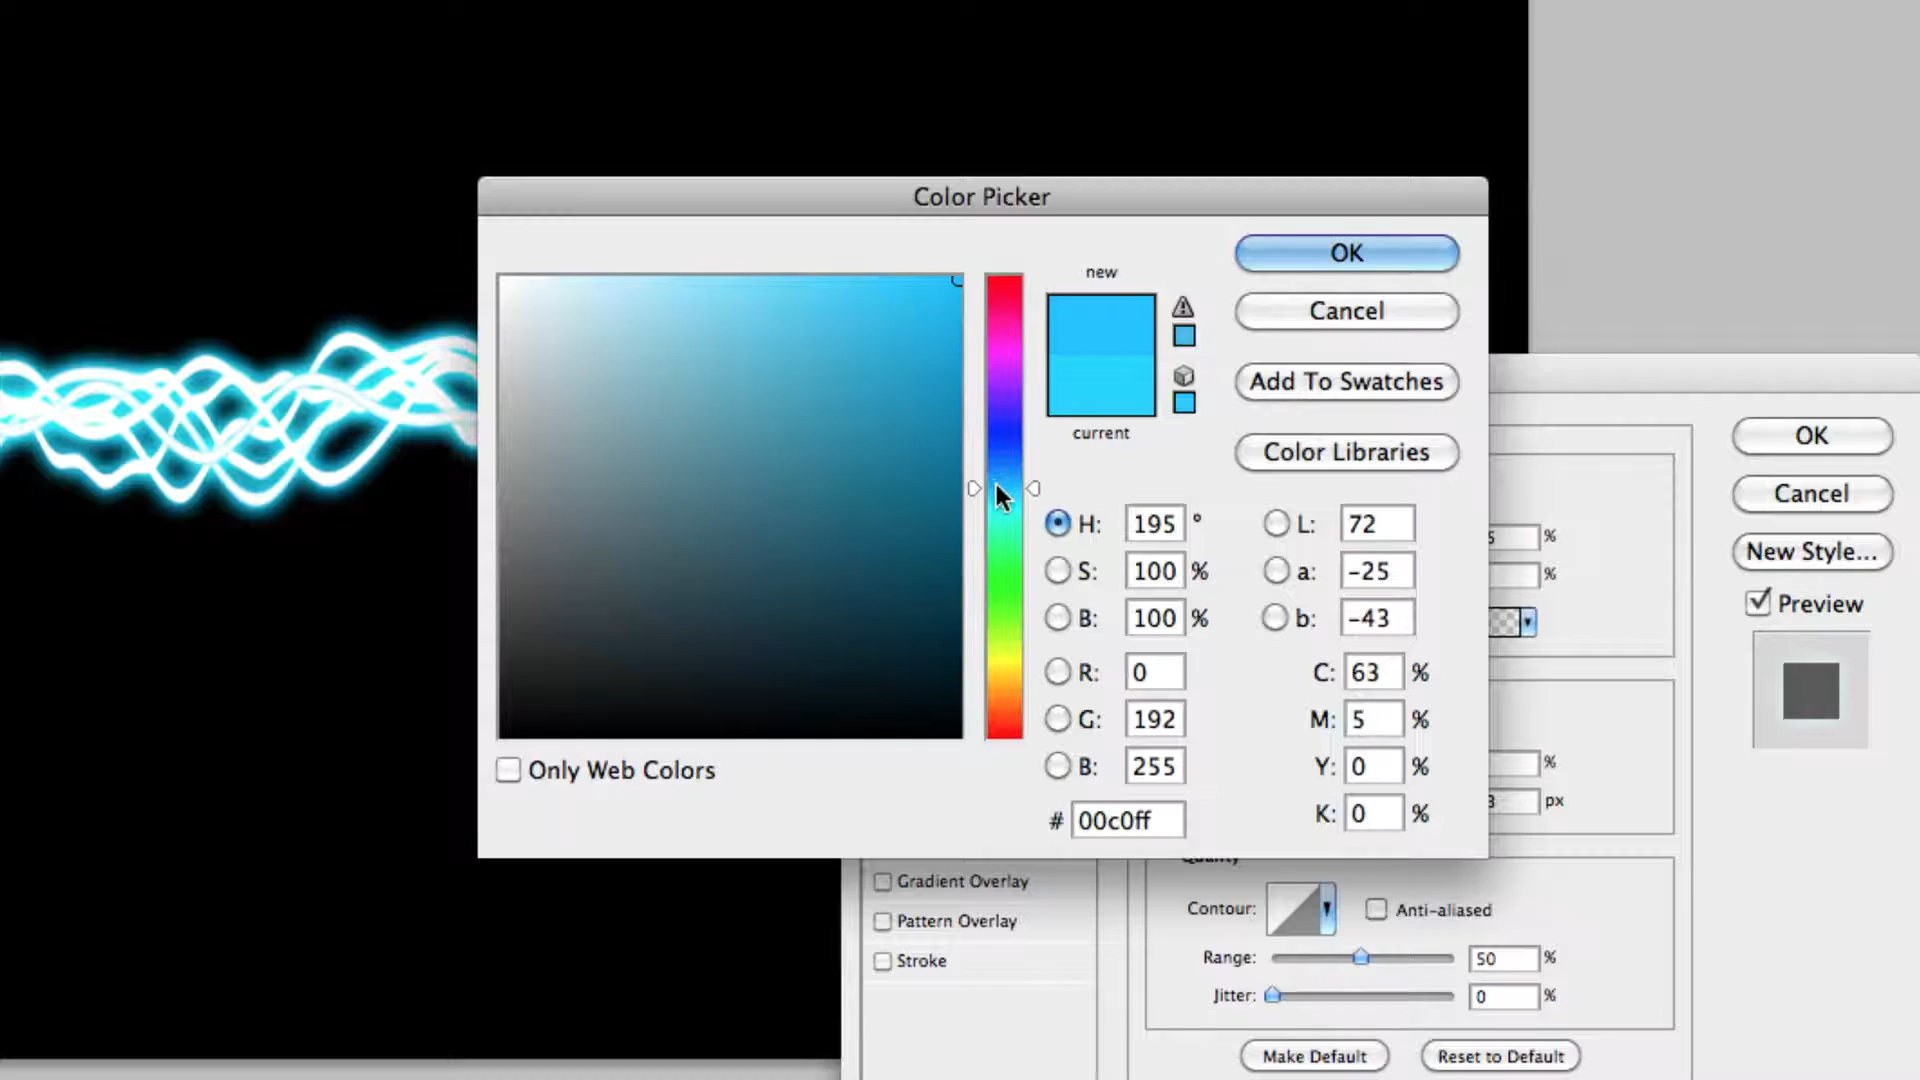 Color Picker
new
current
OK
Cancel
Add To Swatches
Color Libraries
H: 195 °
S: 100 %
B: 100 %
R: 0
G: 192
B: 255
# 00c0ff
L: 72
a: -25
b: -43
C: 63 %
M: 5 %
Y: 0 %
K: 0 %
Only Web Colors
%
%
%
px
OK
Cancel
New Style...
Preview
Gradient Overlay
Pattern Overlay
Stroke
Quality
Contour:
Anti-aliased
Range: 50 %
Jitter: 0 %
Make Default
Reset to Default